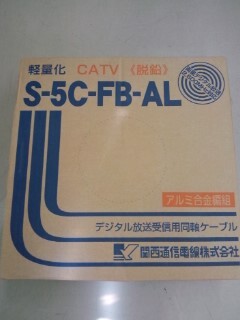 軽量化 CATV 《脱鉛》
S-5C-FB-AL
アルミ合金編組
デジタル放送受信用同軸ケーブル
関西通信電線株式会社